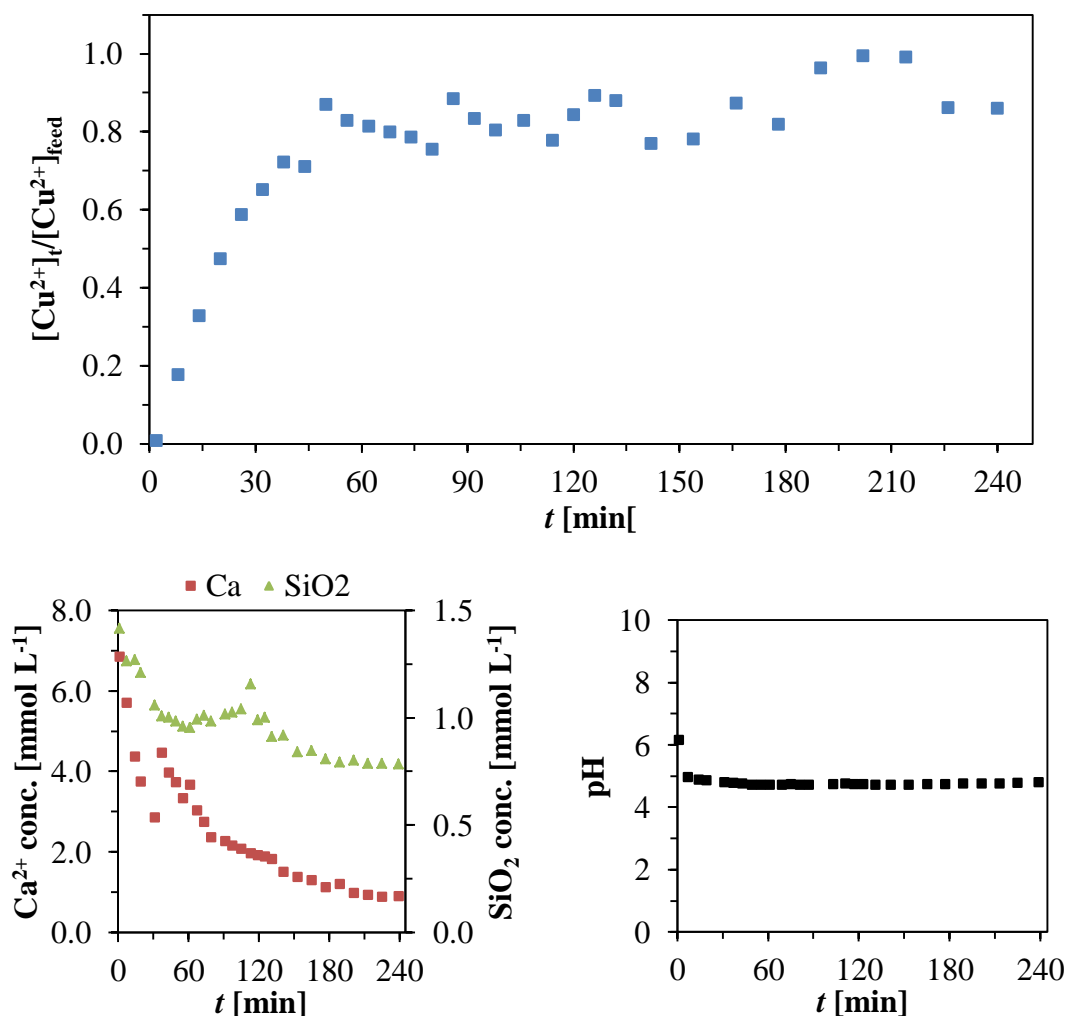 1.0
0.8
0.6
0.4
0.2
0.0
[Cu²⁺]ₜ/[Cu²⁺]feed
0 30 60 90 120 150 180 210 240
t [min[
Ca SiO2
8.0
6.0
4.0
2.0
0.0
Ca²⁺ conc. [mmol L⁻¹]
1.5
1.0
0.5
0.0
SiO₂ conc. [mmol L⁻¹]
0 60 120 180 240
t [min]
10
8
6
4
2
0
pH
0 60 120 180 240
t [min]